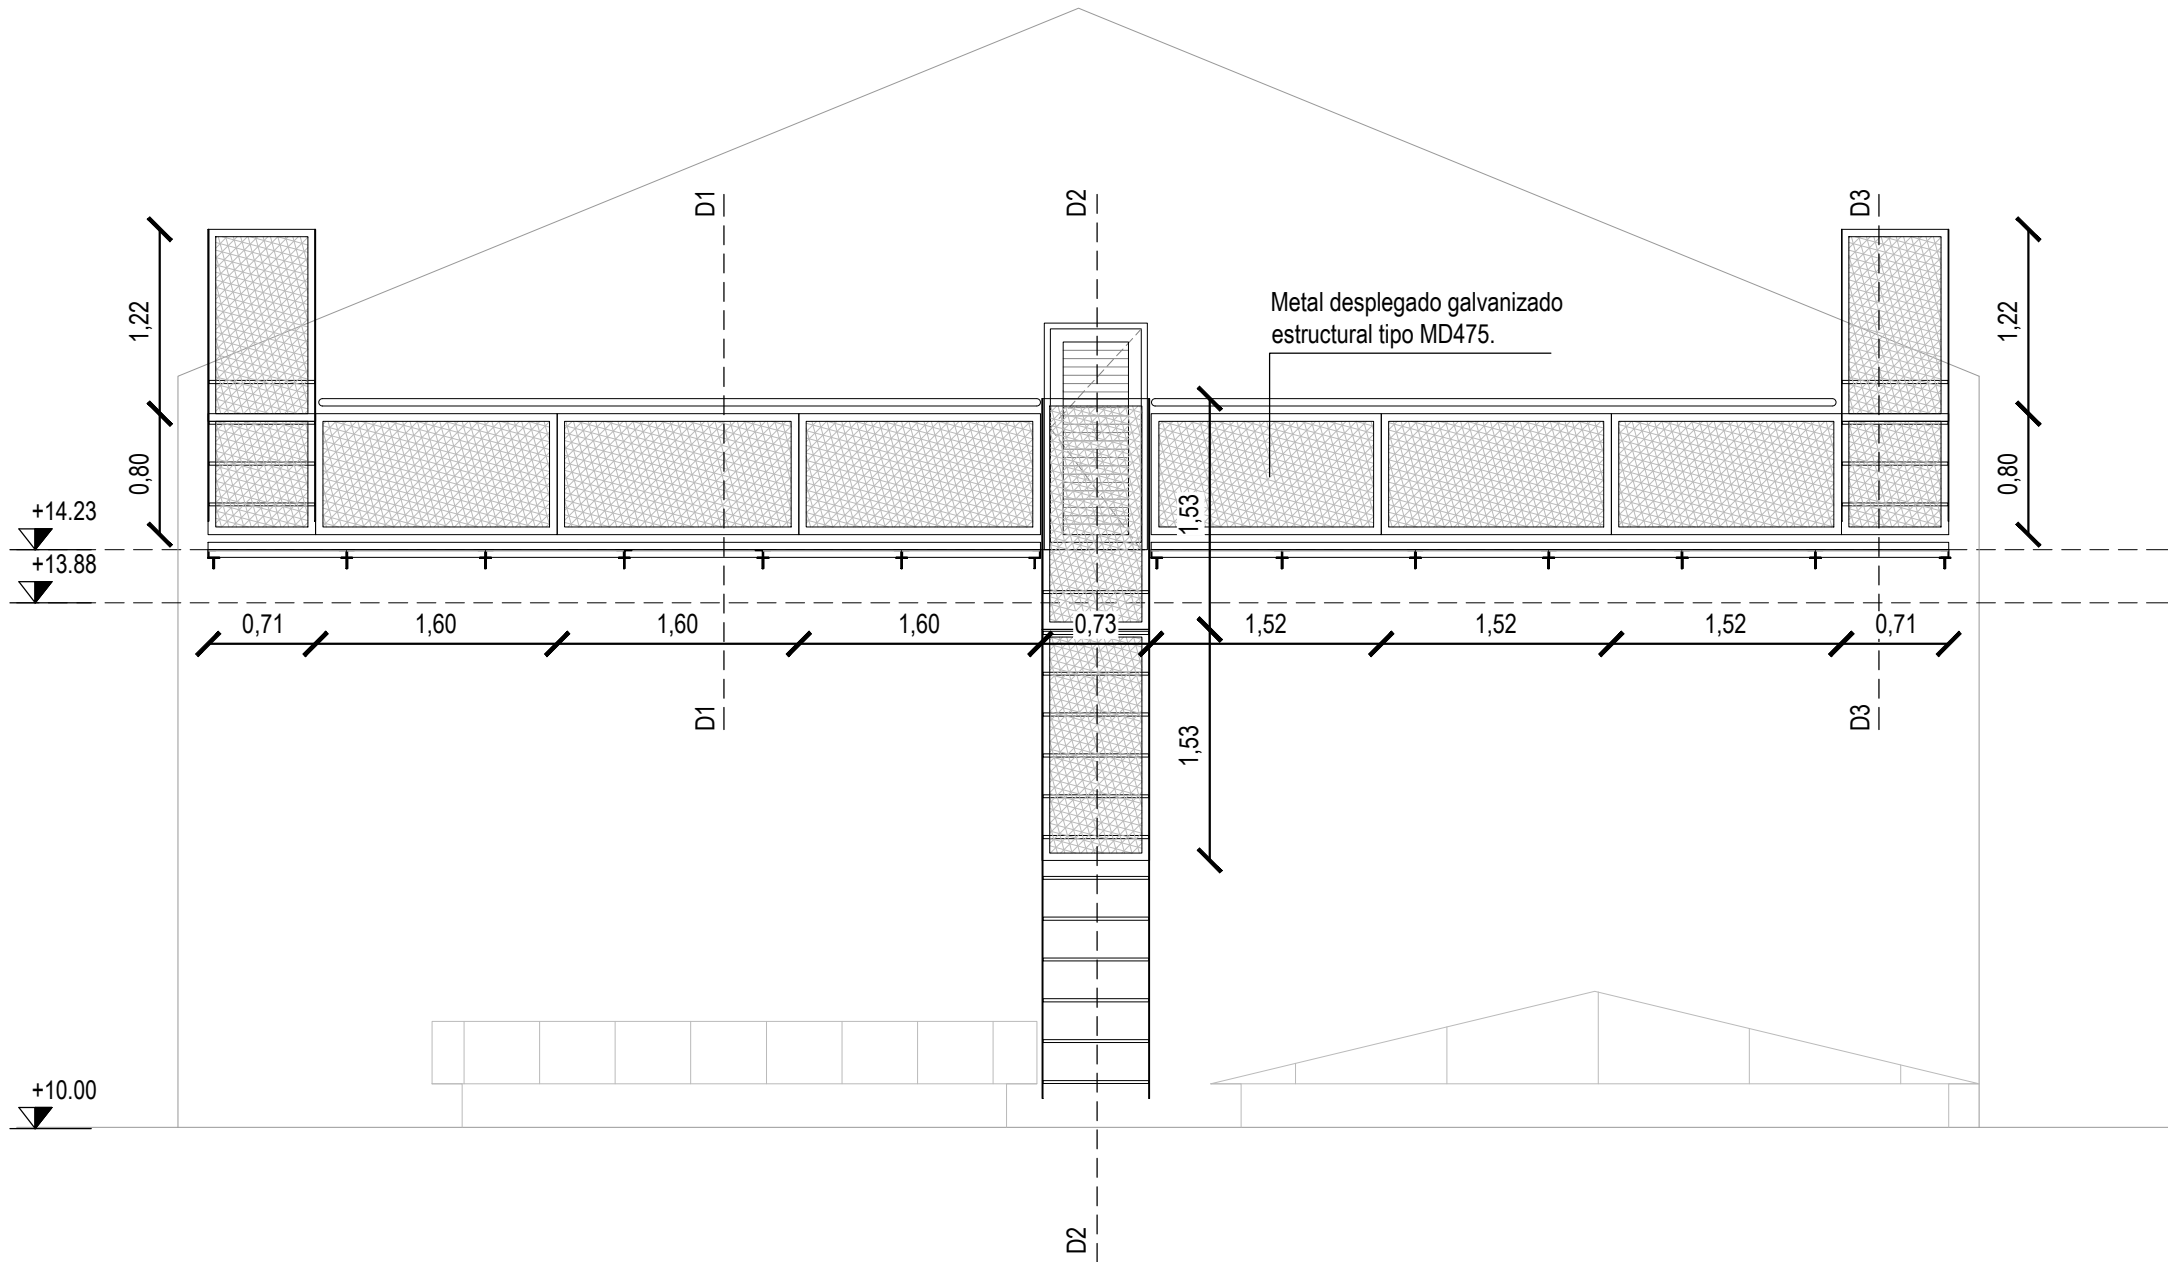 D1
D2
D3
Metal desplegado galvanizado
estructural tipo MD475.
1,22
1,22
0,80
0,80
1,53
+14.23
+13.88
0,71
1,60
1,60
1,60
0,73
1,52
1,52
1,52
0,71
D1
D3
1,53
+10.00
D2